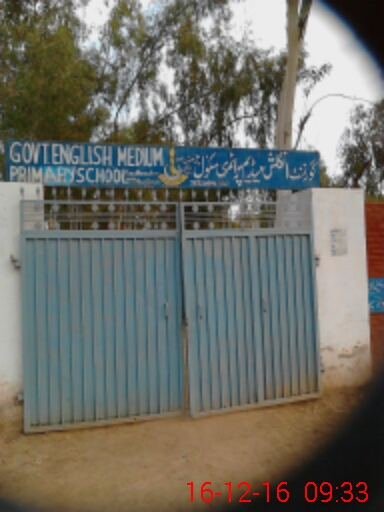 GOVT.ENGLISH MEDIUM
PRIMARY SCHOOL
گورنمنٹ انگلش میڈیم پرائمری سکول
16-12-16 09:33